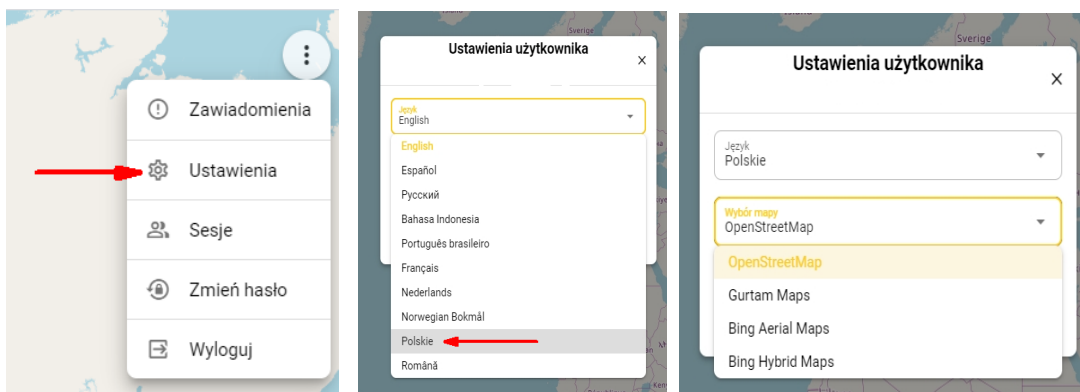 Zawiadomienia
Ustawienia
Sesje
Zmień hasło
Wyloguj
Sverige
Ustawienia użytkownika
X
Język
English
English
Español
Русский
Bahasa Indonesia
Português brasileiro
Français
Nederlands
Norwegian Bokmål
Polskie
Română
Sverige
Ustawienia użytkownika
X
Język
Polskie
Wybór mapy
OpenStreetMap
OpenStreetMap
Gurtam Maps
Bing Aerial Maps
Bing Hybrid Maps